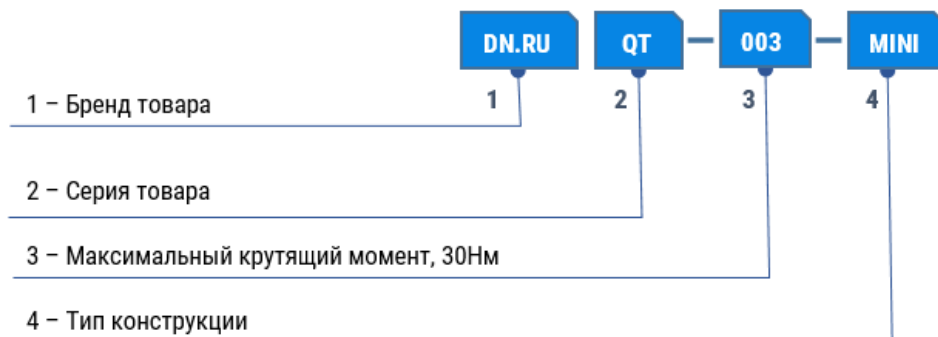 DN.RU QT – 003 – MINI
1 2 3 4
1 – Бренд товара
2 – Серия товара
3 – Максимальный крутящий момент, 30Нм
4 – Тип конструкции